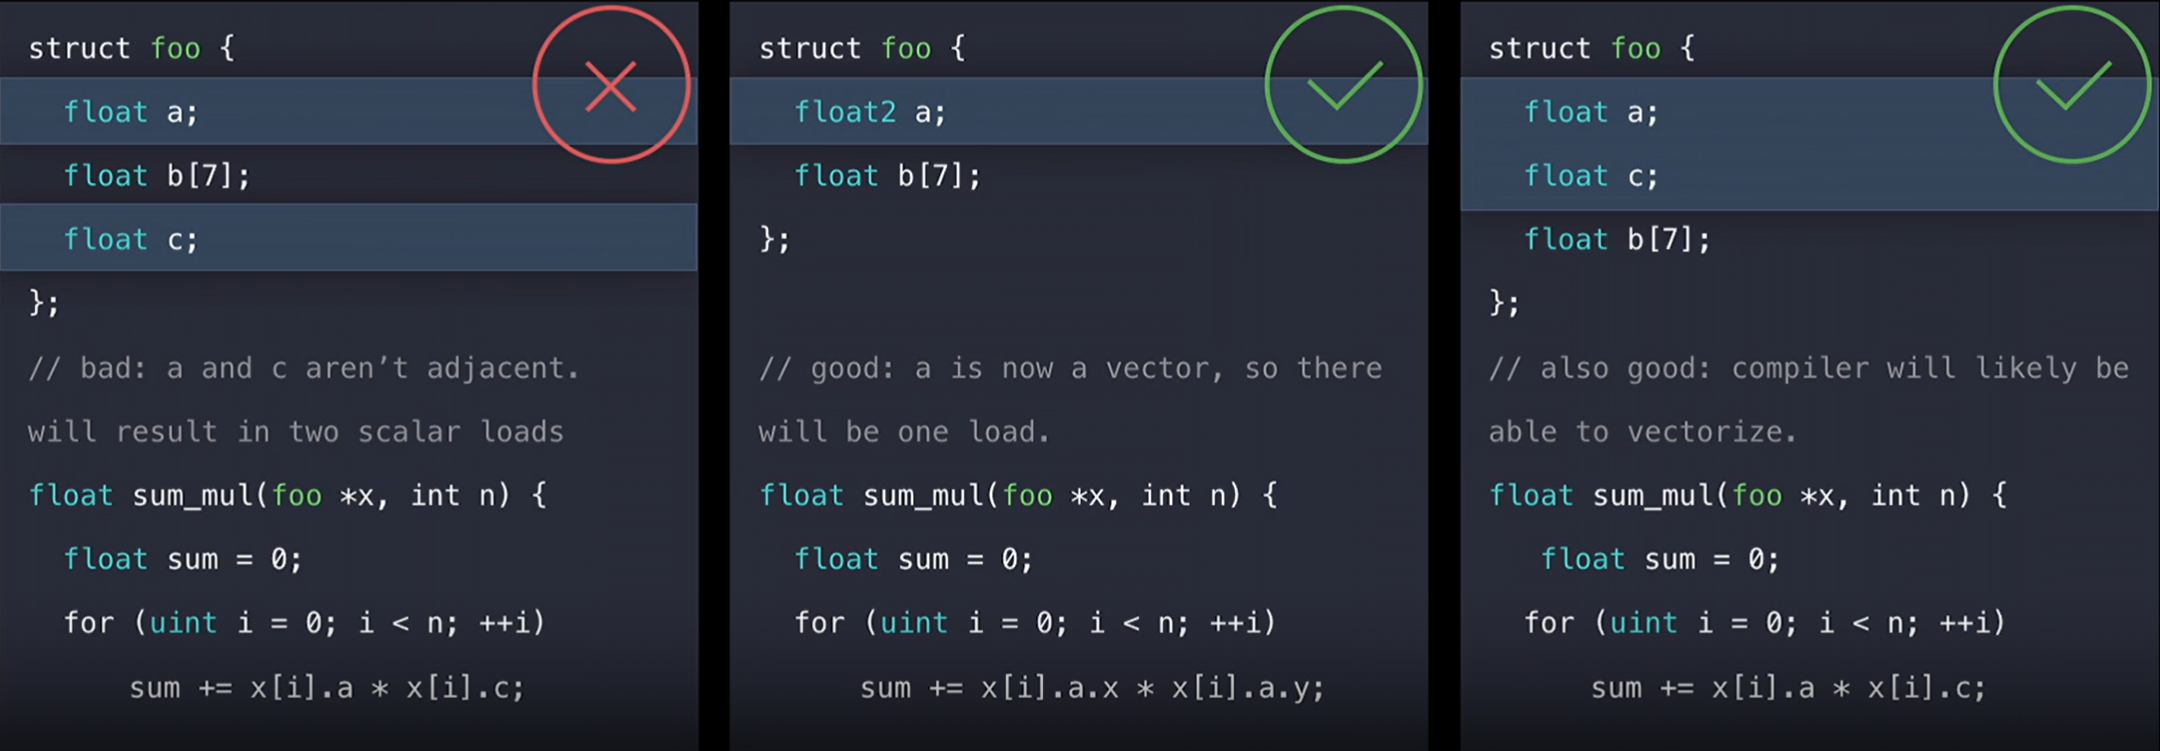 struct foo {
float a;
float b[7];
float c;
};
// bad: a and c aren’t adjacent.
will result in two scalar loads
float sum_mul(foo *x, int n) {
float sum = 0;
for (uint i = 0; i < n; ++i)
sum += x[i].a * x[i].c;
struct foo {
float2 a;
float b[7];
};
// good: a is now a vector, so there
will be one load.
float sum_mul(foo *x, int n) {
float sum = 0;
for (uint i = 0; i < n; ++i)
sum += x[i].a.x * x[i].a.y;
struct foo {
float a;
float c;
float b[7];
};
// also good: compiler will likely be
able to vectorize.
float sum_mul(foo *x, int n) {
float sum = 0;
for (uint i = 0; i < n; ++i)
sum += x[i].a * x[i].c;